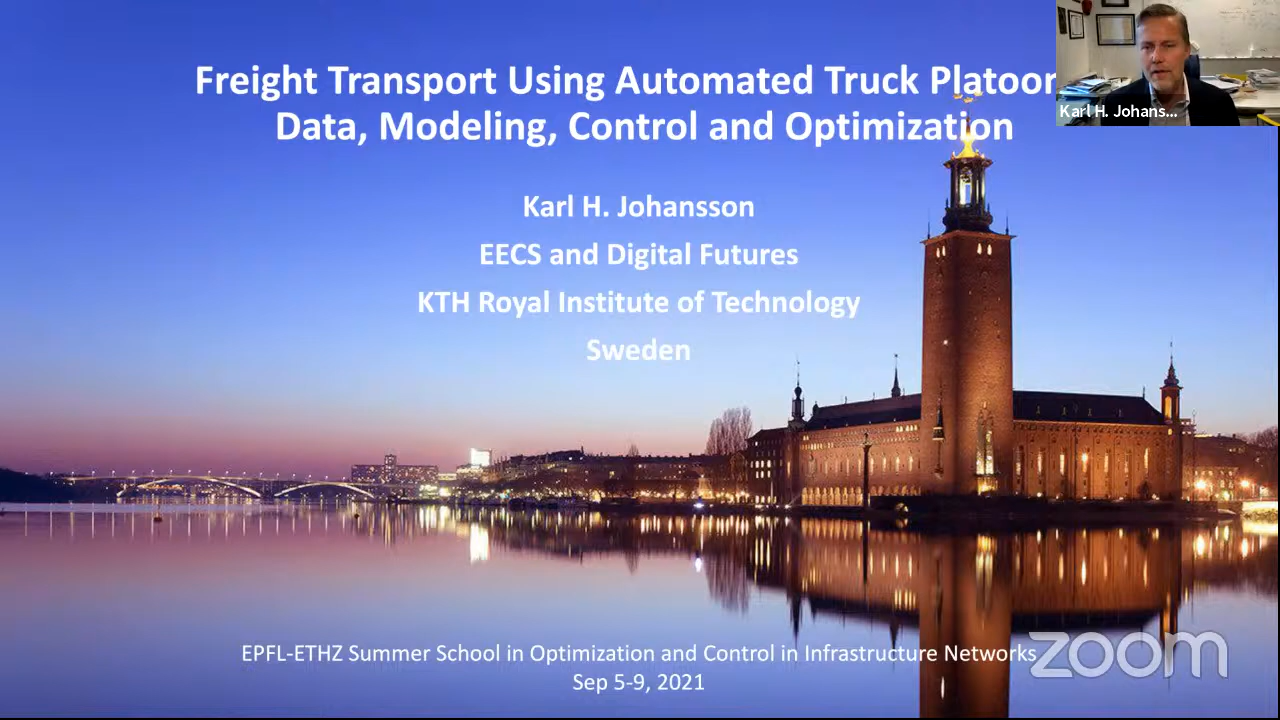 Freight Transport Using Automated Truck Platoon
Data, Modeling, Control and Optimization
Karl H. Johans...
Karl H. Johansson
EECS and Digital Futures
KTH Royal Institute of Technology
Sweden
EPFL-ETHZ Summer School in Optimization and Control in Infrastructure Networks
Sep 5-9, 2021
zoom